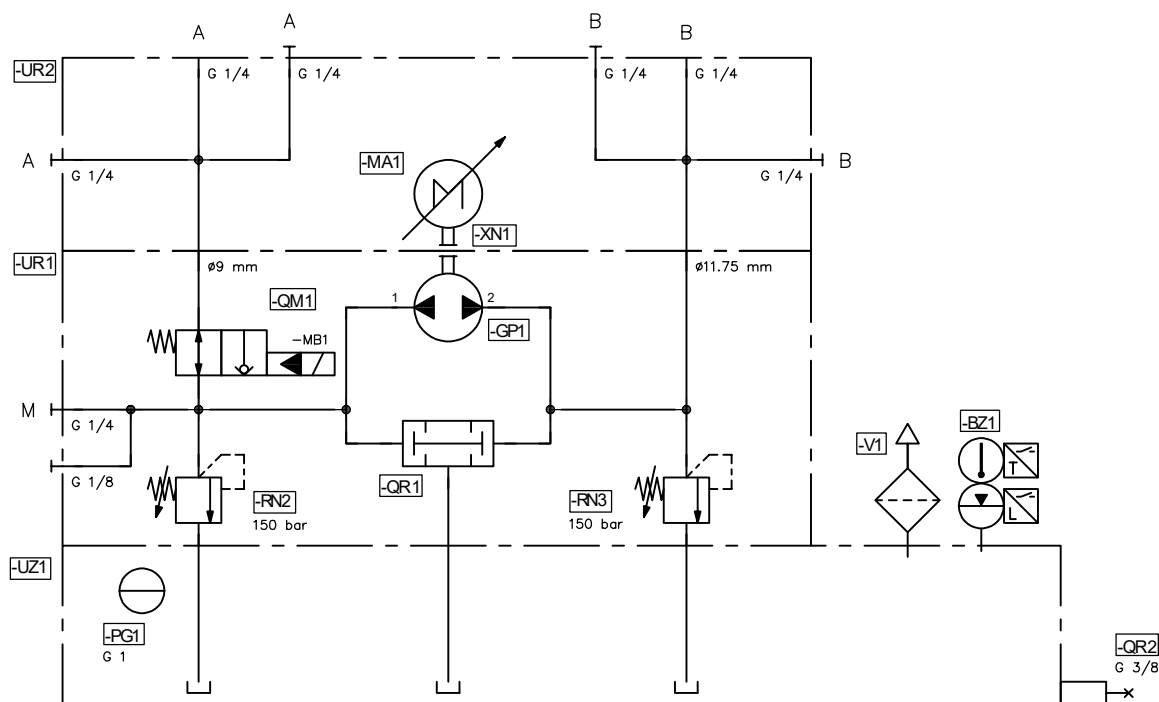 A
A
B
B
-UR2
G 1/4
G 1/4
G 1/4
G 1/4
A
G 1/4
-MA1
M
G 1/4
B
-XN1
-UR1
ø9 mm
ø11.75 mm
-QM1
1
2
-GP1
-MB1
M
G 1/4
G 1/8
-V1
-BZ1
T
L
-RN2
150 bar
-QR1
-RN3
150 bar
-UZ1
-PG1
G 1
-QR2
G 3/8